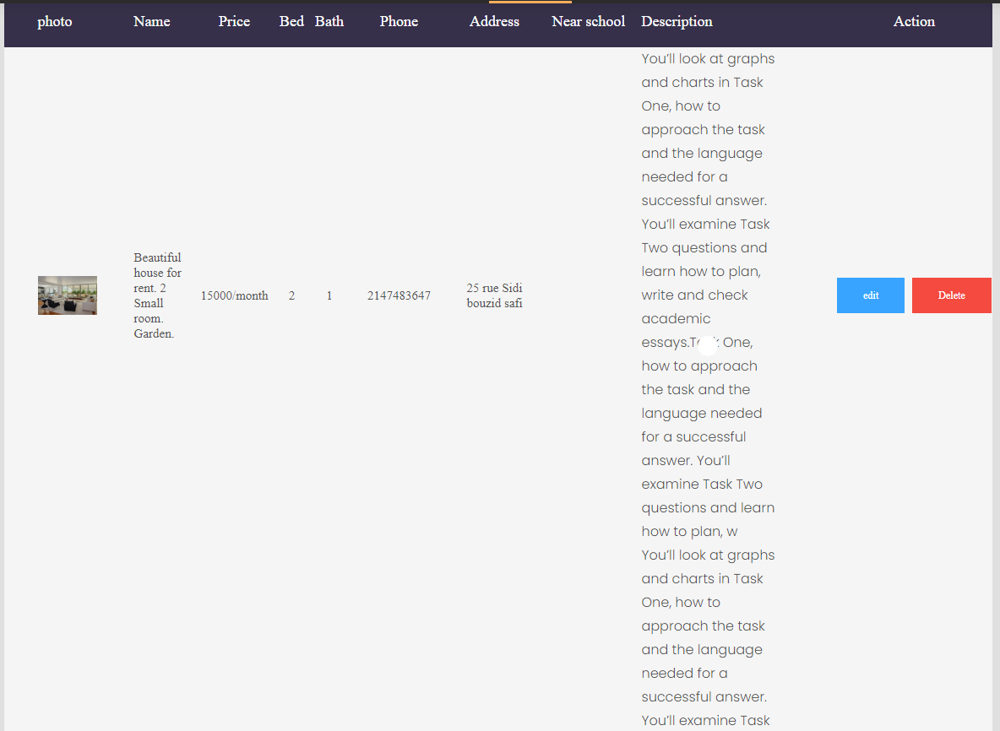 photo Name Price Bed Bath Phone Address Near school Description Action
Beautiful
house for
rent. 2
Small
room.
Garden.
15000/month
2
1
2147483647
25 rue Sidi
bouzid safi
You’ll look at graphs
and charts in Task
One, how to
approach the task
and the language
needed for a
successful answer.
You’ll examine Task
Two questions and
learn how to plan,
write and check
academic
essays. One,
how to approach
the task and the
language needed
for a successful
answer. You’ll
examine Task Two
questions and learn
how to plan, w
You’ll look at graphs
and charts in Task
One, how to
approach the task
and the language
needed for a
successful answer.
You’ll examine Task
edit
Delete